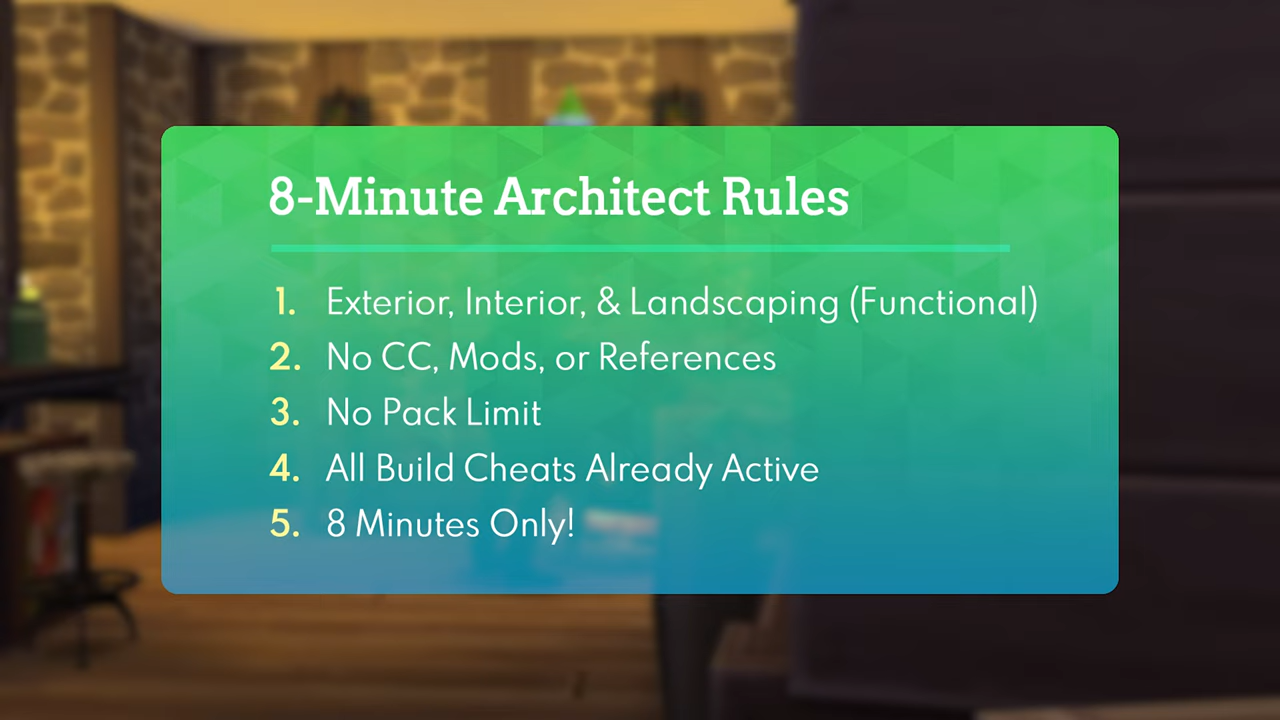 8-Minute Architect Rules
1. Exterior, Interior, & Landscaping (Functional)
2. No CC, Mods, or References
3. No Pack Limit
4. All Build Cheats Already Active
5. 8 Minutes Only!